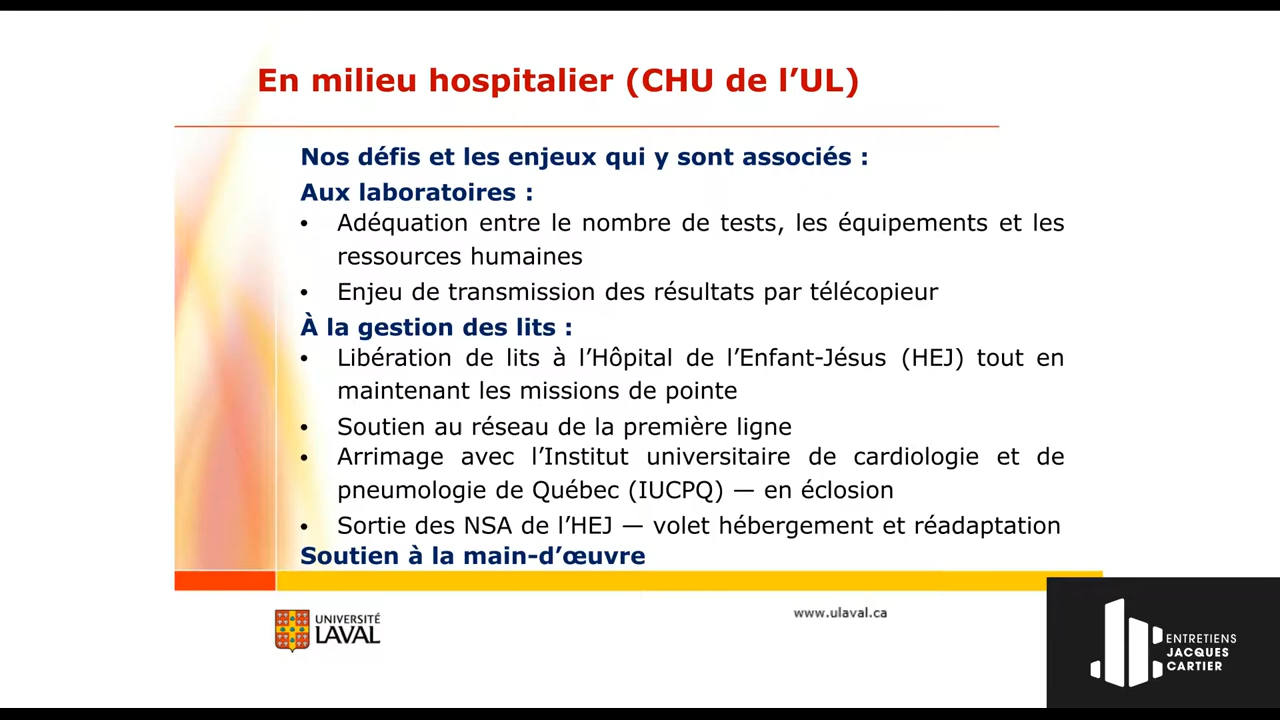 En milieu hospitalier (CHU de l’UL)
Nos défis et les enjeux qui y sont associés :
Aux laboratoires :
• Adéquation entre le nombre de tests, les équipements et les
ressources humaines
• Enjeu de transmission des résultats par télécopieur
À la gestion des lits :
• Libération de lits à l’Hôpital de l’Enfant-Jésus (HEJ) tout en
maintenant les missions de pointe
• Soutien au réseau de la première ligne
• Arrimage avec l’Institut universitaire de cardiologie et de
pneumologie de Québec (IUCPQ) — en éclosion
• Sortie des NSA de l’HEJ — volet hébergement et réadaptation
Soutien à la main-d’œuvre
UNIVERSITÉ
LAVAL
www.ulaval.ca
ENTRETIENS
JACQUES
CARTIER